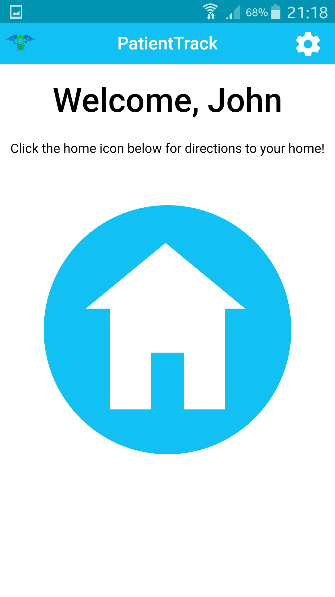 68% 21:18
PatientTrack
Welcome, John
Click the home icon below for directions to your home!